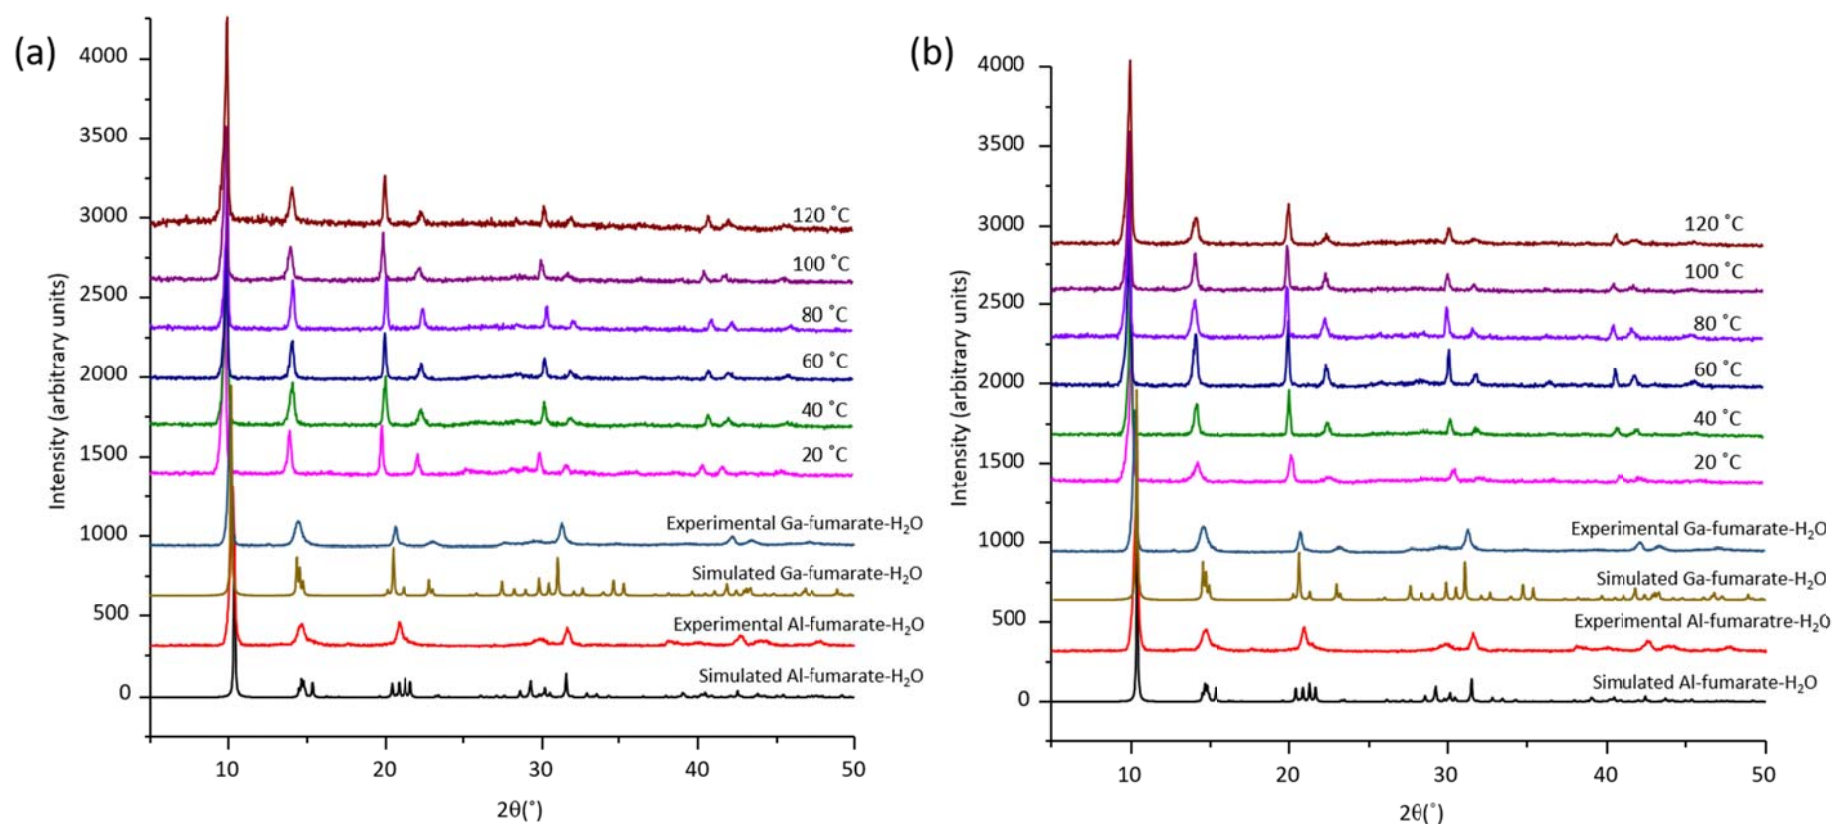 (a)
4000
3500
3000
2500
2000
1500
1000
500
0
Intensity (arbitrary units)
120 ˚C
100 ˚C
80 ˚C
60 ˚C
40 ˚C
20 ˚C
Experimental Ga-fumarate-H₂O
Simulated Ga-fumarate-H₂O
Experimental Al-fumarate-H₂O
Simulated Al-fumarate-H₂O
10 20 30 40 50
2θ(˚)
(b)
4000
3500
3000
2500
2000
1500
1000
500
0
Intensity (arbitrary units)
120 ˚C
100 ˚C
80 ˚C
60 ˚C
40 ˚C
20 ˚C
Experimental Ga-fumarate-H₂O
Simulated Ga-fumarate-H₂O
Experimental Al-fumaratre-H₂O
Simulated Al-fumarate-H₂O
10 20 30 40 50
2θ(˚)